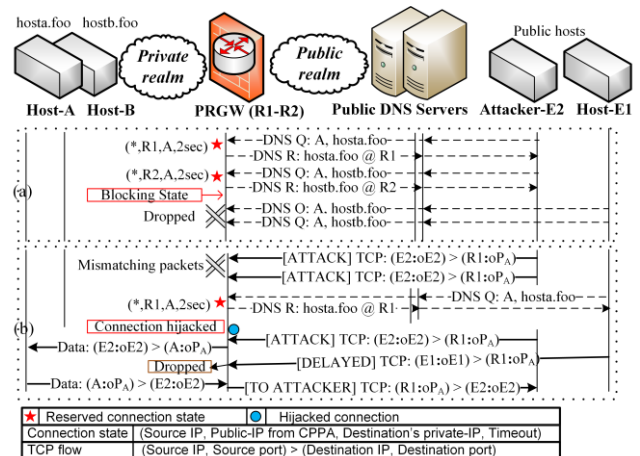 hosta.foo hostb.foo
Public hosts
Private
realm
Public
realm
Host-A Host-B PRGW (R1-R2) Public DNS Servers Attacker-E2 Host-E1
(a)
(*,R1,A,2sec)
DNS Q: A, hosta.foo
DNS R: hosta.foo @ R1
(*,R2,A,2sec)
DNS Q: A, hostb.foo
DNS R: hostb.foo @ R2
Blocking State
Dropped
DNS Q: A, hostb.foo
DNS Q: A, hostb.foo
(b)
Mismatching packets
[ATTACK] TCP: (E2:oE2) > (R1:oPA)
[ATTACK] TCP: (E2:oE2) > (R1:oPA)
DNS Q: A, hosta.foo
(*,R1,A,2sec)
DNS R: hosta.foo @ R1
Connection hijacked
[ATTACK] TCP: (E2:oE2) > (R1:oPA)
Data: (E2:oE2) > (A:oPA)
Dropped
[DELAYED] TCP: (E1:oE1) > (R1:oPA)
Data: (A:oPA) > (E2:oE2)
[TO ATTACKER] TCP: (R1:oPA) > (E2:oE2)
Reserved connection state Hijacked connection
Connection state (Source IP, Public-IP from CPPA, Destination's private-IP, Timeout)
TCP flow (Source IP, Source port) > (Destination IP, Destination port)